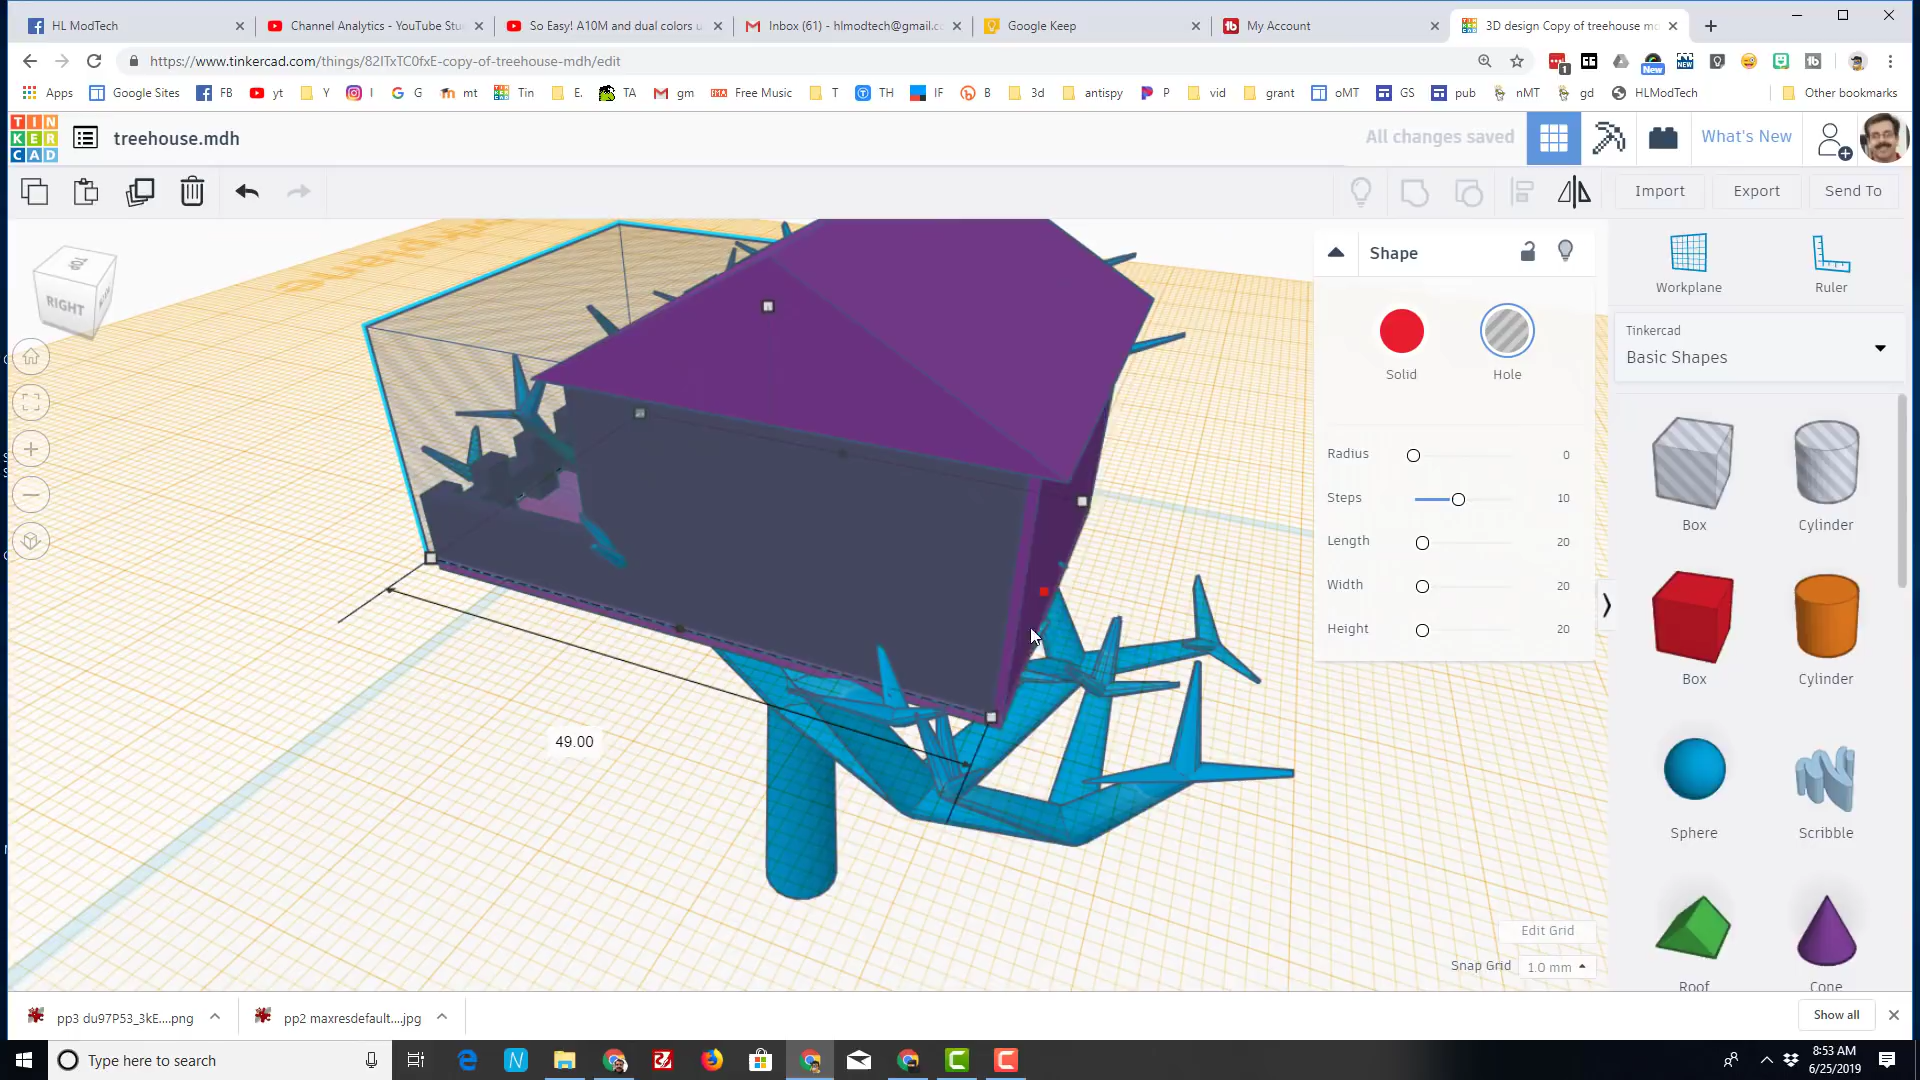 HL ModTech
Channel Analytics - YouTube Stu
So Easy! A10M and dual colors u
Inbox (61) - hlmodtech@gmail.c
Google Keep
My Account
3D design Copy of treehouse m
https://www.tinkercad.com/things/82lTxTC0fxE-copy-of-treehouse-mdh/edit
1
New
NEW
Apps
Google Sites
FB
yt
Y
I
G
mt
Tin
E.
TA
gm
Free Music
T
TH
IF
B
3d
antispy
P
vid
grant
oMT
GS
pub
nMT
gd
HLModTech
Other bookmarks
TIN
KER
CAD
treehouse.mdh
All changes saved
What's New
Import
Export
Send To
TOP
RIGHT
Shape
Solid
Hole
Radius
0
Steps
10
Length
20
Width
20
Height
20
49.00
Workplane
Ruler
Tinkercad
Basic Shapes
Box
Cylinder
Box
Cylinder
Sphere
Scribble
Roof
Cone
Edit Grid
Snap Grid
1.0 mm
pp3 du97P53_3kE....png
pp2 maxresdefault....jpg
Show all
Type here to search
8:53 AM
6/25/2019